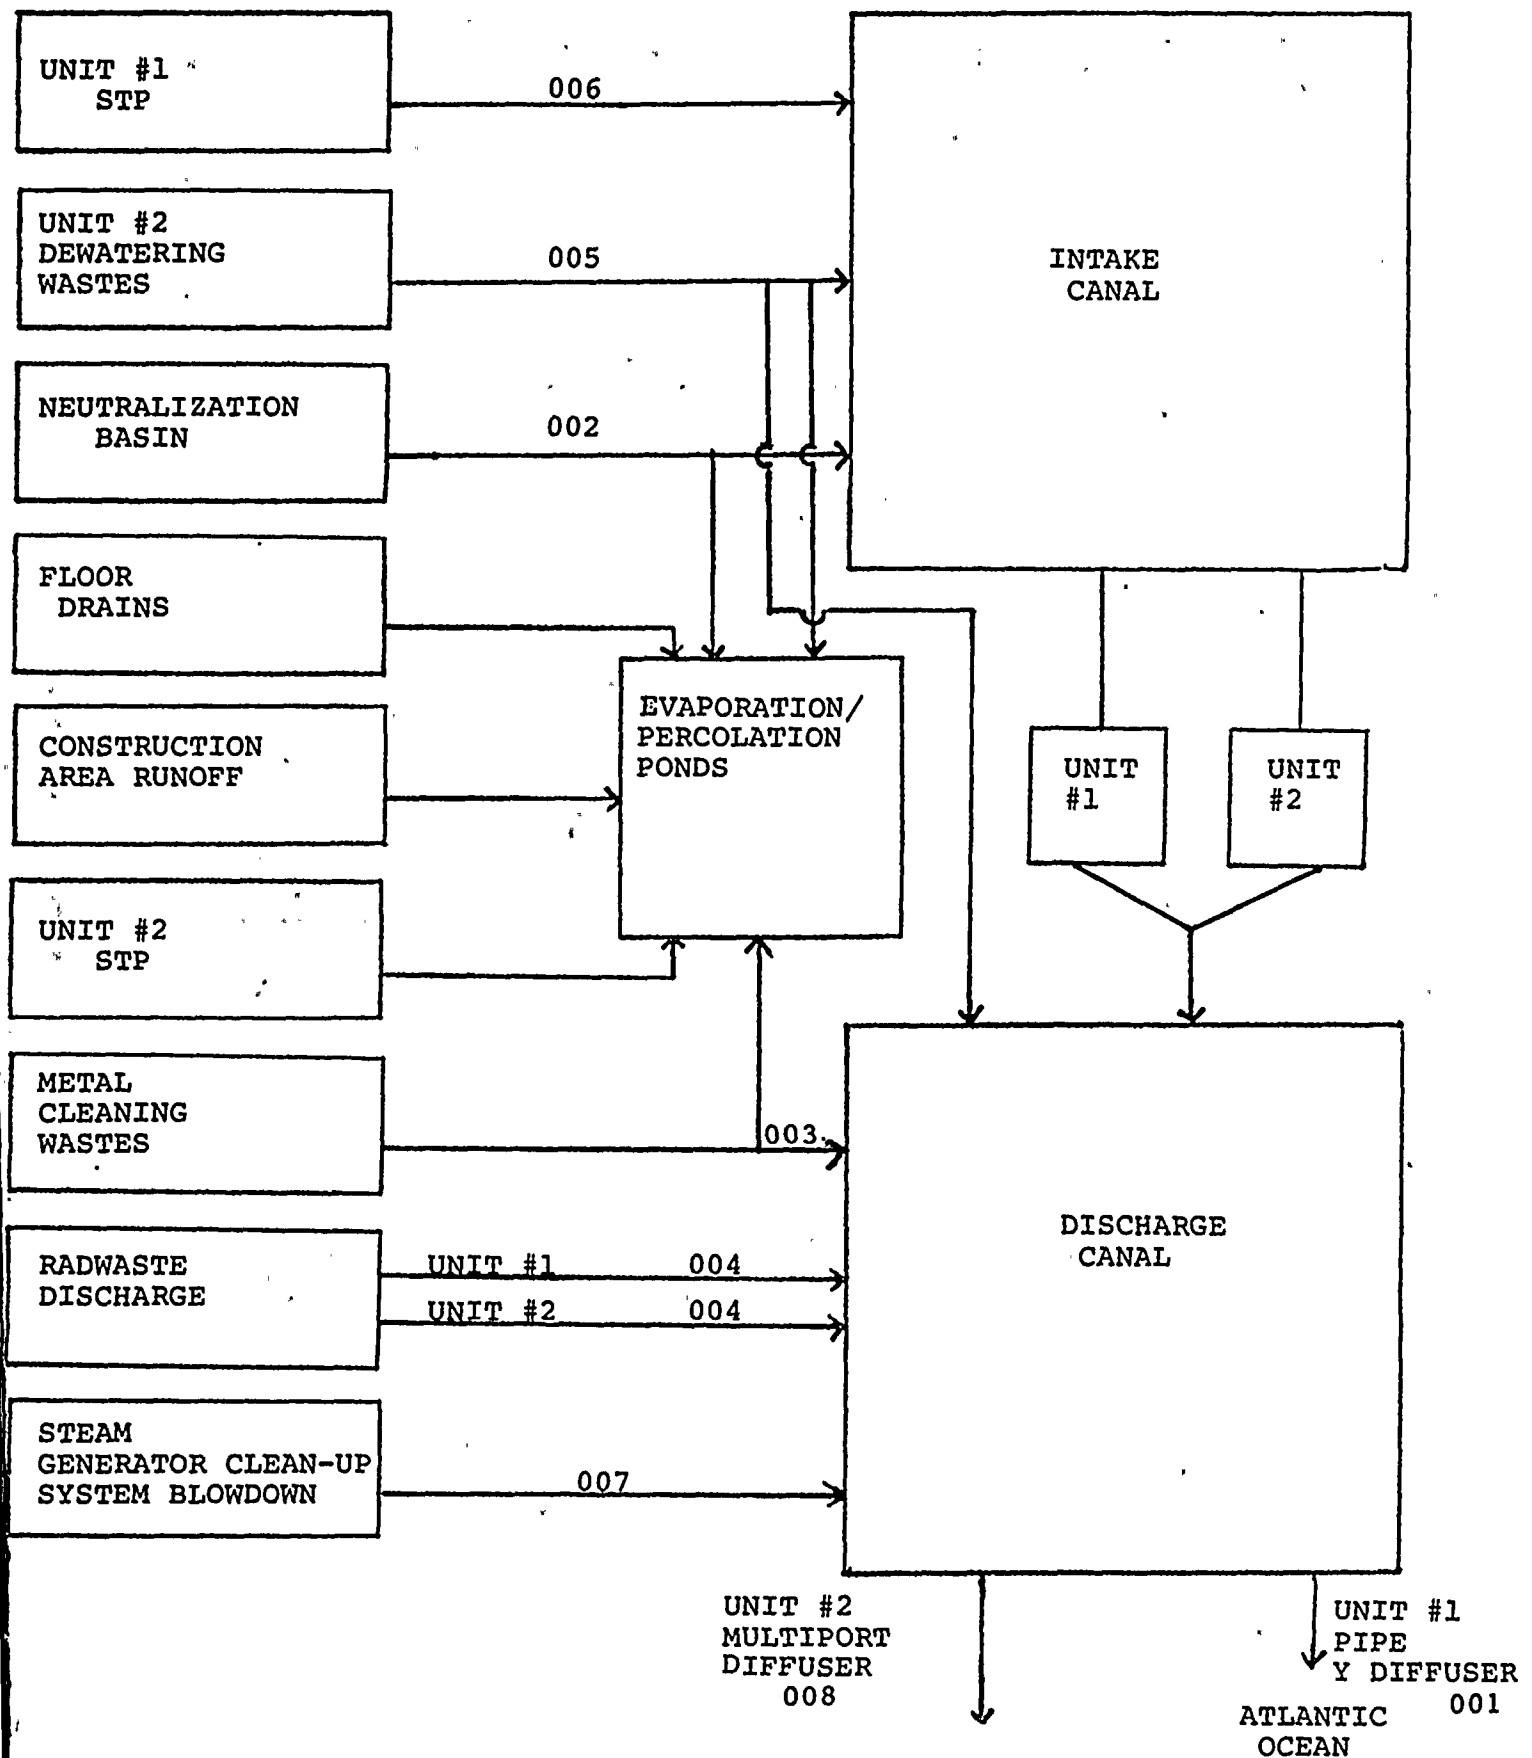 UNIT #1
STP
006
UNIT #2
DEWATERING
WASTES
005
INTAKE
CANAL
NEUTRALIZATION
BASIN
002
FLOOR
DRAINS
EVAPORATION/
PERCOLATION
PONDS
CONSTRUCTION
AREA RUNOFF
UNIT
#1
UNIT
#2
UNIT #2
STP
METAL
CLEANING
WASTES
003
DISCHARGE
CANAL
RADWASTE
DISCHARGE
UNIT #1 004
UNIT #2 004
STEAM
GENERATOR CLEAN-UP
SYSTEM BLOWDOWN
007
UNIT #2
MULTIPORT
DIFFUSER
008
UNIT #1
PIPE
Y DIFFUSER
001
ATLANTIC
OCEAN